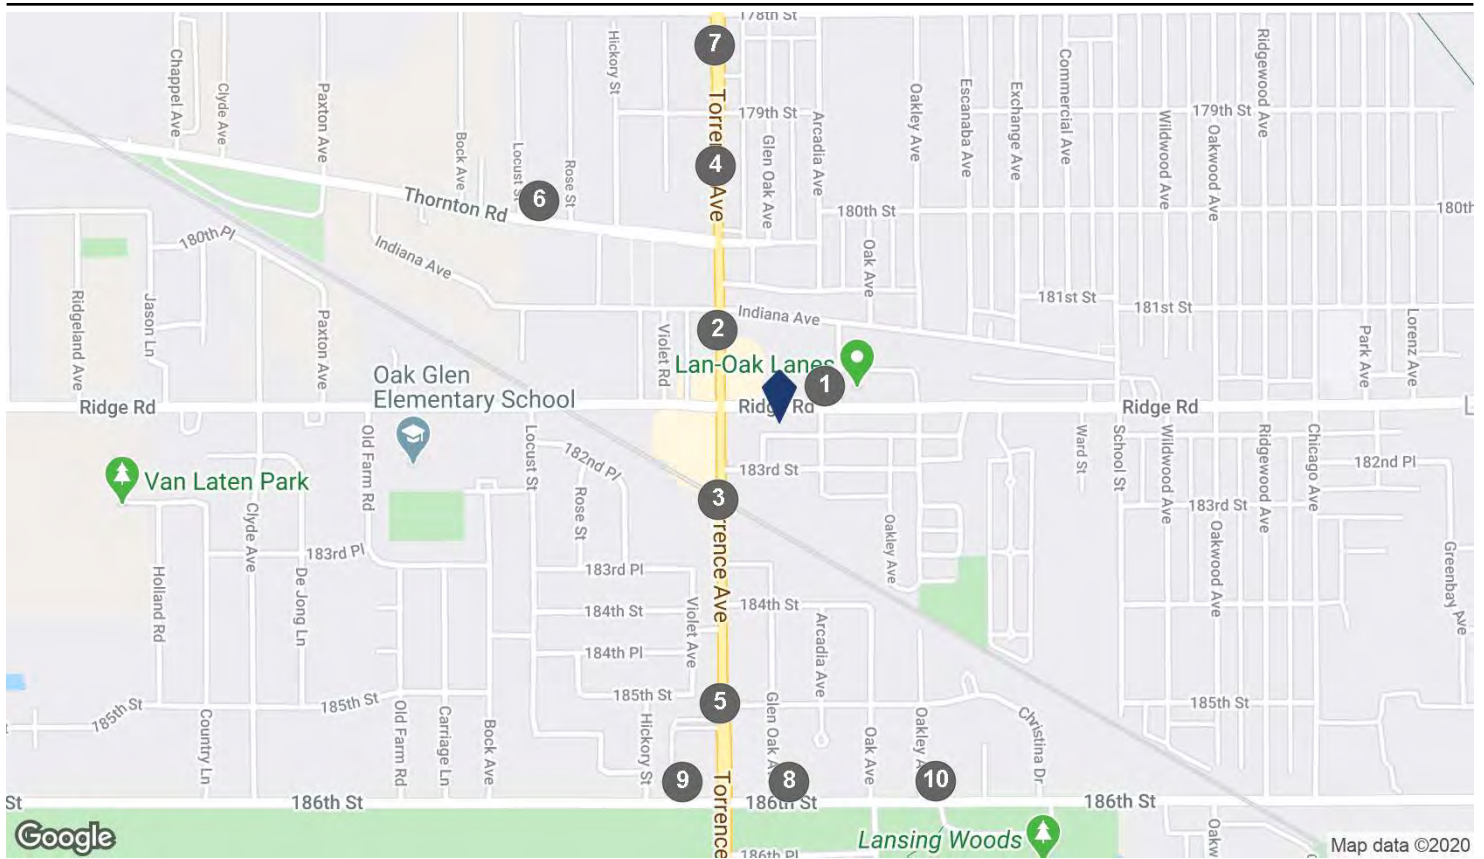 178th St
7
Chappel Ave
Clyde Ave
Paxton Ave
Hickory St
Torrence Ave
Commercial Ave
Ridgewood Ave
Escanaba Ave
Exchange Ave
Oakley Ave
179th St
179th St
Bock Ave
Locust St
Rose St
Glen Oak Ave
Arcadia Ave
Wildwood Ave
Oakwood Ave
4
6
Thornton Rd
180th St
180th
180th Pl
Indiana Ave
Oak Ave
Ridgeland Ave
Jason Ln
Paxton Ave
Violet Rd
2
Indiana Ave
181st St
181st St
Park Ave
Lorenz Ave
Lan-Oak Lanes
1
Oak Glen
Elementary School
Ridge Rd
Ridge Rd
Ridge Rd
L
Van Laten Park
Old Farm Rd
Locust St
182nd Pl
183rd St
Ward St
School St
Wildwood Ave
Ridgewood Ave
Chicago Ave
182nd Pl
Clyde Ave
Rose St
3
183rd St
Oakley Ave
Oakwood Ave
183rd Pl
183rd Pl
Torrence Ave
Greenbay Ave
Holland Rd
De Jong Ln
184th St
Violet Ave
184th St
Arcadia Ave
184th Pl
185th St
185th St
185th St
5
185th St
Country Ln
Old Farm Rd
Carriage Ln
Bock Ave
Hickory St
Glen Oak Ave
Oak Ave
Christina Dr
9
8
10
St
186th St
Torrence
186th St
186th St
Google
Lansing Woods
186th Pl
Oakw
Map data ©2020